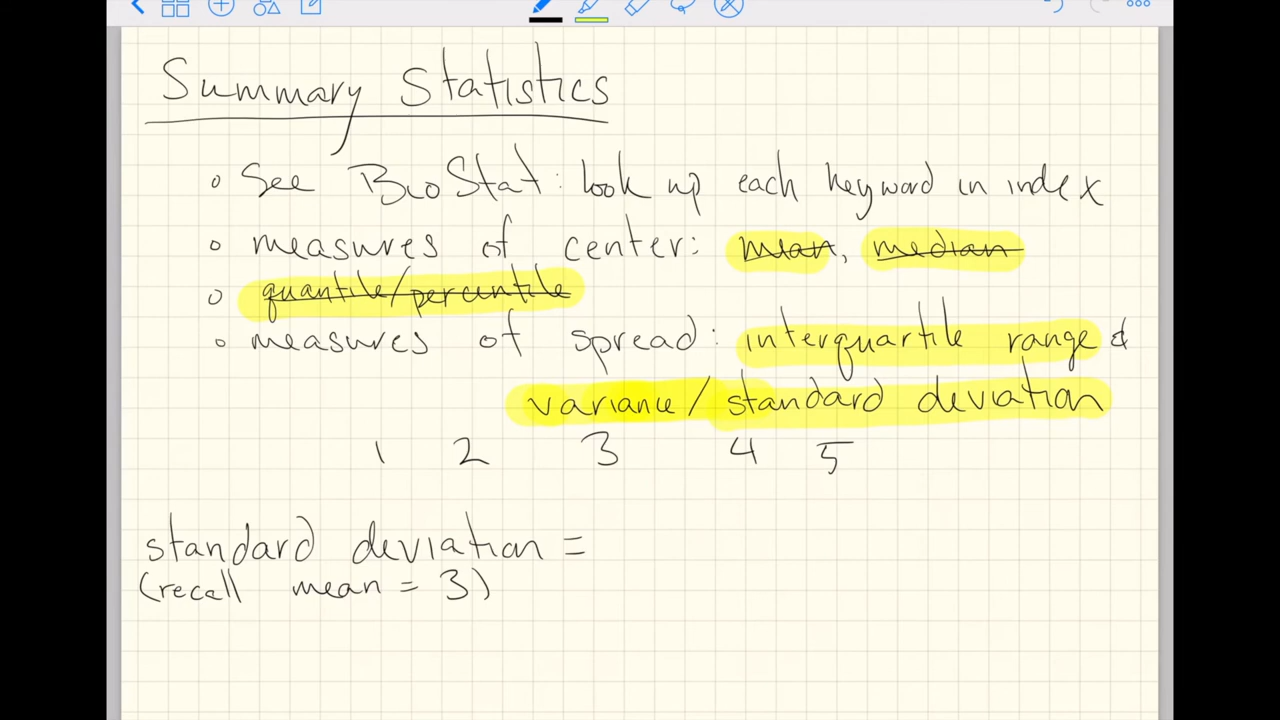 Summary Statistics
◦ See BioStat: look up each keyword in index
◦ measures of center: mean, median
◦ quantile/percentile
◦ measures of spread: interquartile range &
variance/standard deviation
1 2 3 4 5
standard deviation =
(recall mean = 3)